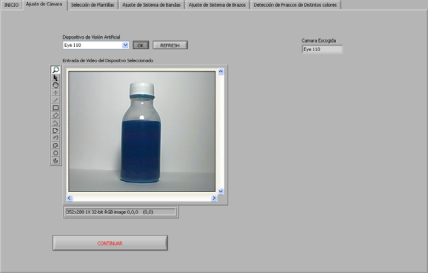 INICIO Ajuste de Cámara Selección de Plantillas Ajuste de Sistema de Bandas Ajuste de Sistema de Brazos Detección de Frascos de Distintos colores
Dispositivo de Visión Artificial
Eye 110 OK REFRESH
Camara Escogida
Eye 110
Entrada de Video del Dispositivo Seleccionado
352x288 1X 32-bit RGB image 0,0,0 (0,0)
CONTINUAR